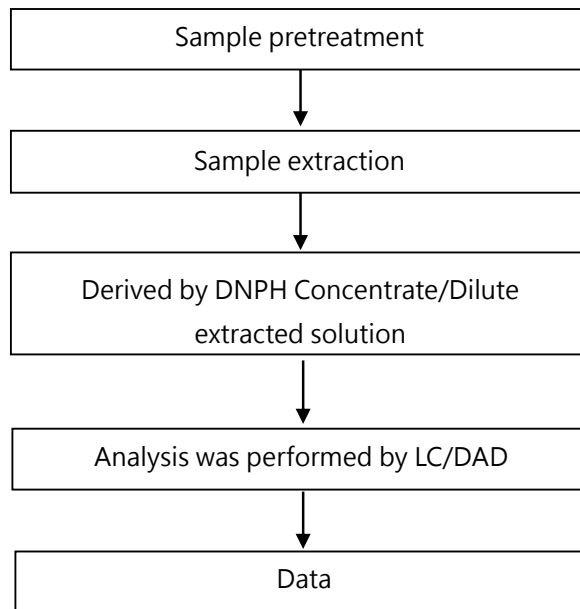 Sample pretreatment
Sample extraction
Derived by DNPH Concentrate/Dilute
extracted solution
Analysis was performed by LC/DAD
Data